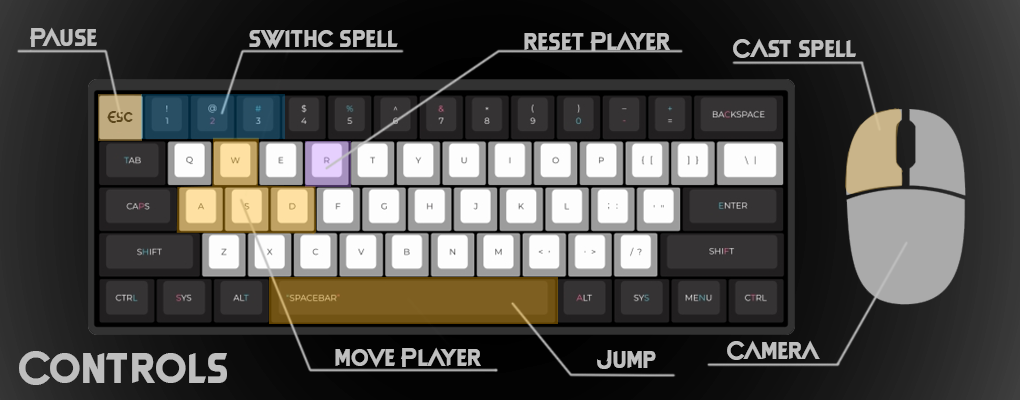 PAUSE
SWITHC SPELL
RESET PLAYER
CAST SPELL
ESC ! 1 @ 2 # 3 $ 4 % 5 ^ 6 & 7 * 8 ( 9 ) 0 - - + = BACKSPACE
TAB Q W E R T Y U I O P { [ ] } \ |
CAPS A S D F G H J K L ; : ' " ENTER
SHIFT Z X C V B N M < , . > / ? SHIFT
CTRL SYS ALT "SPACEBAR" ALT SYS MENU CTRL
CONTROLS
MOVE PLAYER
JUMP
CAMERA